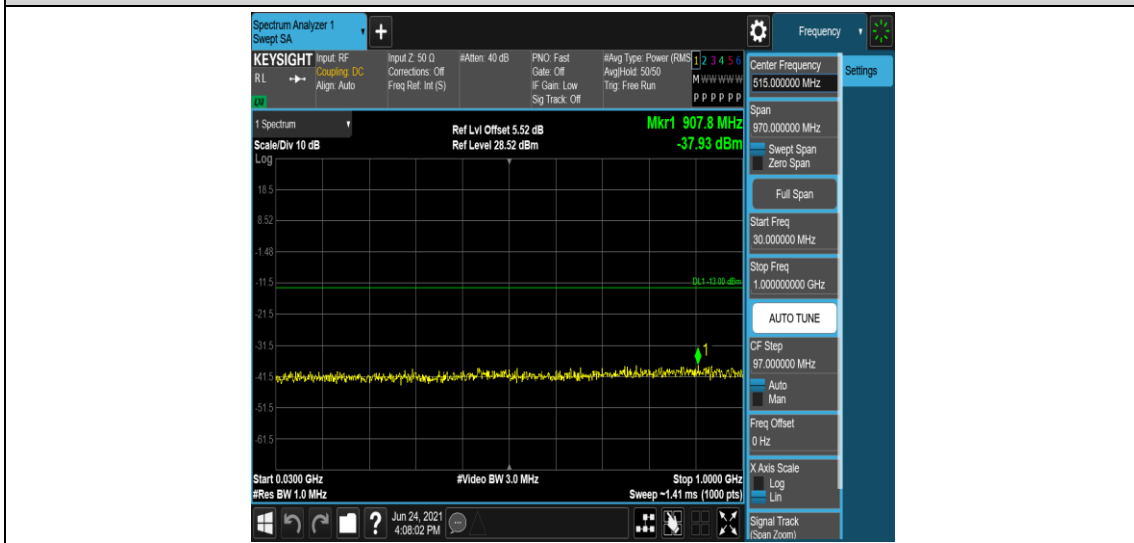 Spectrum Analyzer 1
Swept SA
+
Frequency
KEYSIGHT
RL
Input: RF
Coupling: DC
Align: Auto
Input Z: 50 Ω
Corrections: Off
Freq Ref: Int (S)
#Atten: 40 dB
PNO: Fast
Gate: Off
IF Gain: Low
Sig Track: Off
#Avg Type: Power (RMS
Avg|Hold: 50/50
Trig: Free Run
1 2 3 4 5 6
M W W W W W
P P P P P P
1 Spectrum
Scale/Div 10 dB
Ref Lvl Offset 5.52 dB
Ref Level 28.52 dBm
Mkr1 907.8 MHz
-37.93 dBm
Log
18.5
8.52
-1.48
-11.5
-21.5
-31.5
-41.5
-51.5
-61.5
DL1 -13.00 dBm
1
Start 0.0300 GHz
#Res BW 1.0 MHz
#Video BW 3.0 MHz
Stop 1.0000 GHz
Sweep ~1.41 ms (1000 pts)
?
Jun 24, 2021
4:08:02 PM
Center Frequency
515.000000 MHz
Settings
Span
970.000000 MHz
Swept Span
Zero Span
Full Span
Start Freq
30.000000 MHz
Stop Freq
1.000000000 GHz
AUTO TUNE
CF Step
97.000000 MHz
Auto
Man
Freq Offset
0 Hz
X Axis Scale
Log
Lin
Signal Track
(Span Zoom)